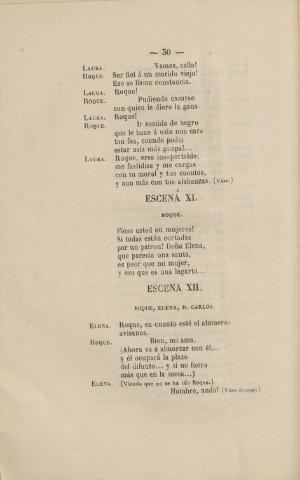 — 30 —
LAURA. Vamos, calla!
ROQUE. Ser fiel á un marido viejo!
Eso se llama constancia.
LAURA. Roque!
ROQUE. Pudiendo casarse
con quien le diere la gana.
LAURA. Roque!
ROQUE. Ir vestida de negro
que le hace á usía una cara
tan fea, cuando podia
estar usía más guapa!...
LAURA. Roque, eres insoportable;
me fastidias y me cargas
con tu moral y tus cuentos,
y aun más con tus alabanzas. (Váse.)
ESCENA XI.
ROQUE.
Fíese usted en mujeres!
Si todas están cortadas
por un patron! Doña Elena,
que parecia una santa,
es peor que mi mujer,
y eso que es una lagarta...
ESCENA XII.
ROQUE, ELENA, D. CARLOS.
ELENA. Roque, en cuanto esté el almuerzo
avísanos.
ROQUE. Bien, mi ama.
(Ahora va á almorzar con él...
y él ocupará la plaza
del difunto... y si no fuera
más que en la mesa...)
ELENA. (Viendo que no se ha ido Roque.)
Hombre, anda! (Váse Roque.)